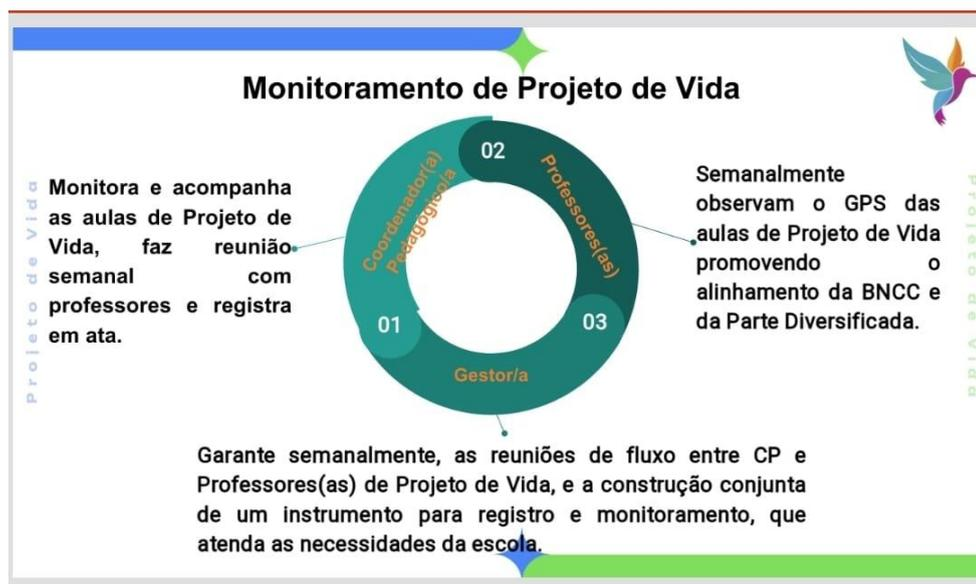 Monitoramento de Projeto de Vida
Projeto de Vida
Monitora e acompanha
as aulas de Projeto de
Vida, faz reunião
semanal com
professores e registra
em ata.
01
Coordenador(a)
Pedagógico/a
02
Professores(as)
03
Gestor/a
Semanalmente
observam o GPS das
aulas de Projeto de Vida
promovendo o
alinhamento da BNCC e
da Parte Diversificada.
Projeto de Vida
Garante semanalmente, as reuniões de fluxo entre CP e
Professores(as) de Projeto de Vida, e a construção conjunta
de um instrumento para registro e monitoramento, que
atenda as necessidades da escola.